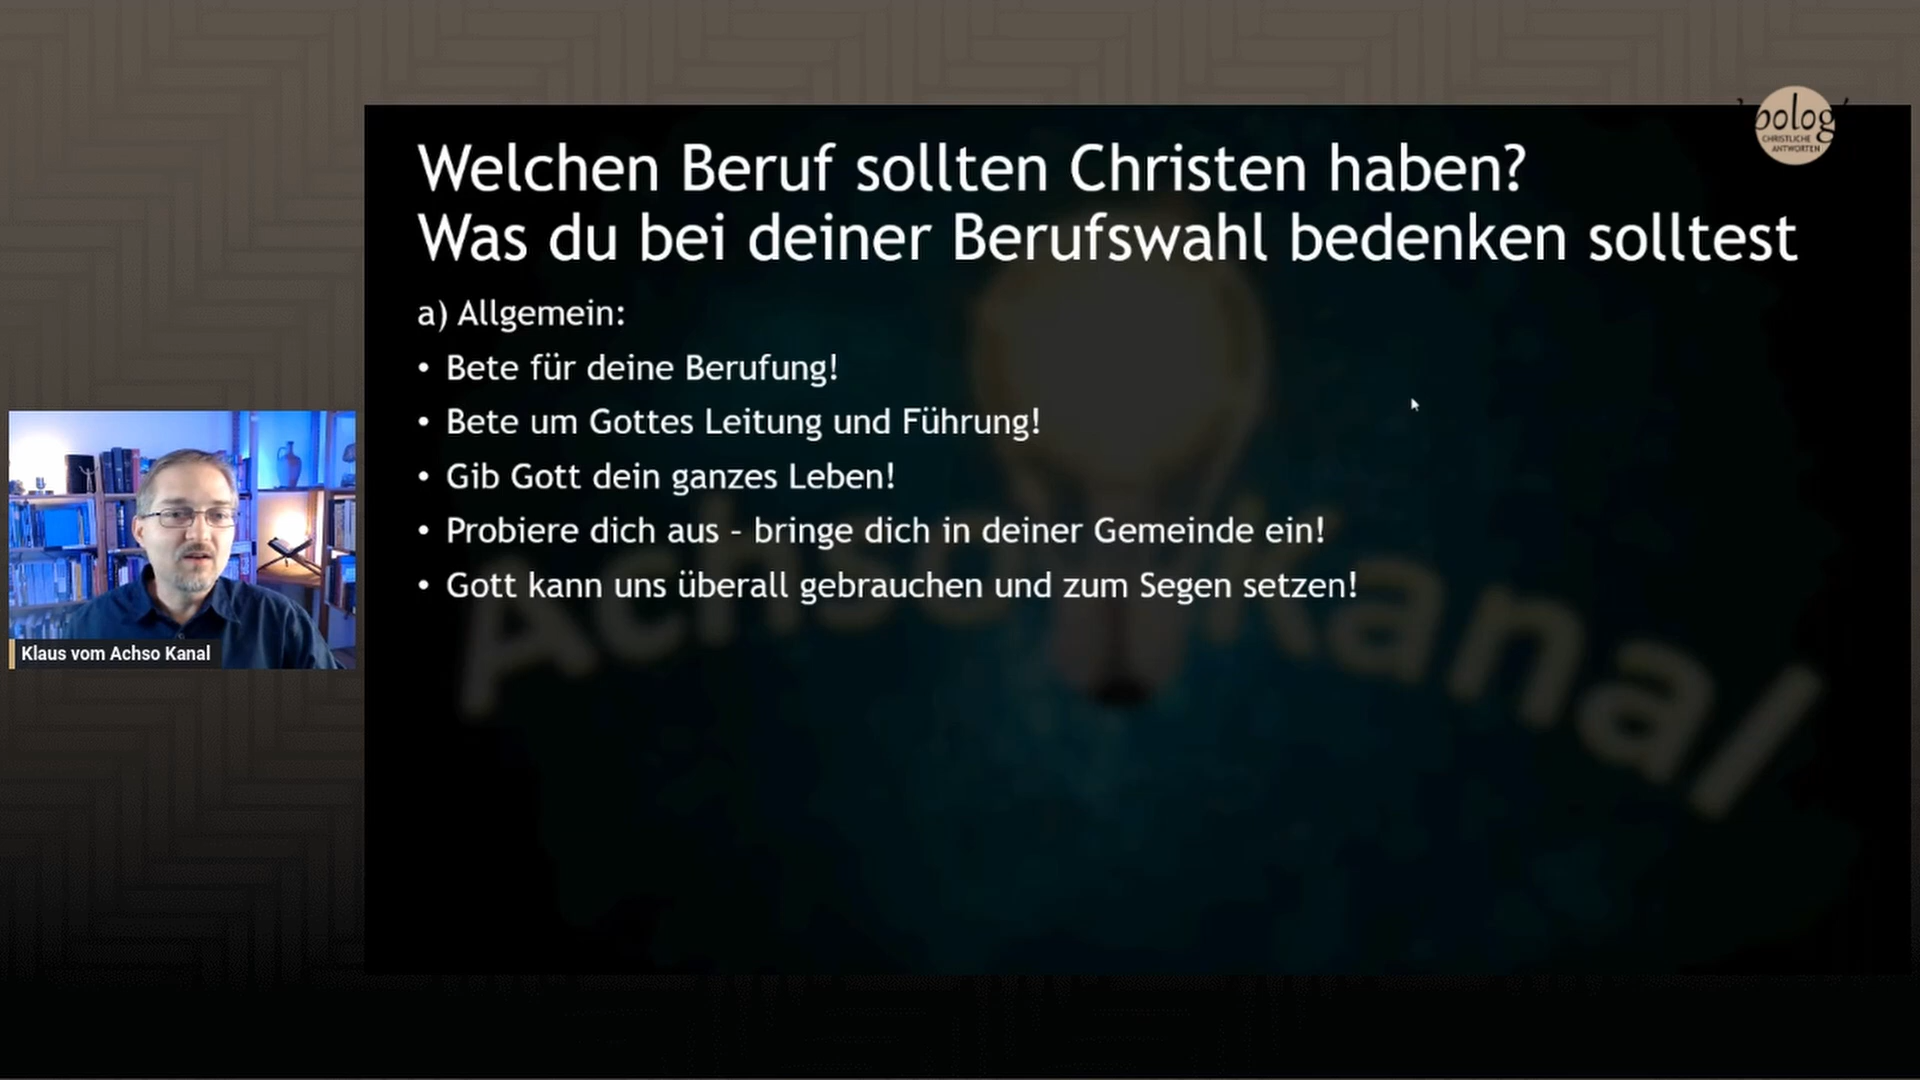 Welchen Beruf sollten Christen haben?
Was du bei deiner Berufswahl bedenken solltest
a) Allgemein:
• Bete für deine Berufung!
• Bete um Gottes Leitung und Führung!
• Gib Gott dein ganzes Leben!
• Probiere dich aus – bringe dich in deiner Gemeinde ein!
• Gott kann uns überall gebrauchen und zum Segen setzen!
Achso Kanal
Klaus vom Achso Kanal
CHRISTLICHE
ANTWORTEN